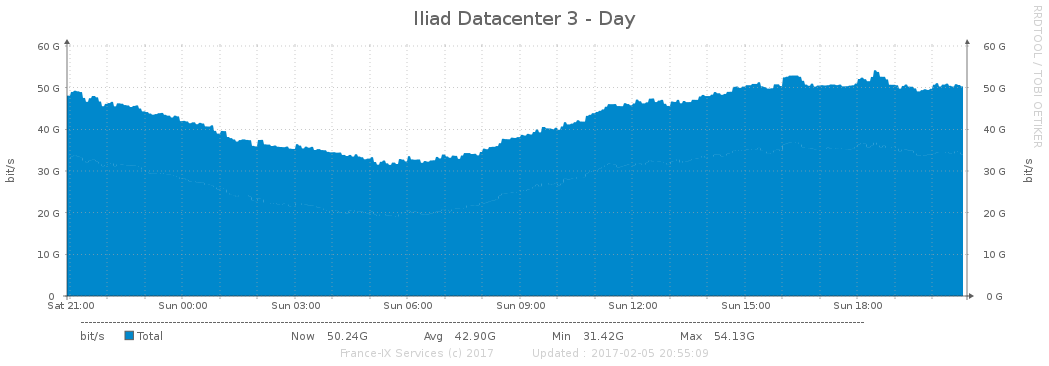 Iliad Datacenter 3 - Day
RRDTOOL / TOBI OETIKER
60 G 60 G
50 G 50 G
40 G 40 G
30 G 30 G
20 G 20 G
10 G 10 G
0 0 G
bit/s bit/s
Sat 21:00 Sun 00:00 Sun 03:00 Sun 06:00 Sun 09:00 Sun 12:00 Sun 15:00 Sun 18:00
bit/s Total Now 50.24G Avg 42.90G Min 31.42G Max 54.13G
France-IX Services (c) 2017 Updated : 2017-02-05 20:55:09